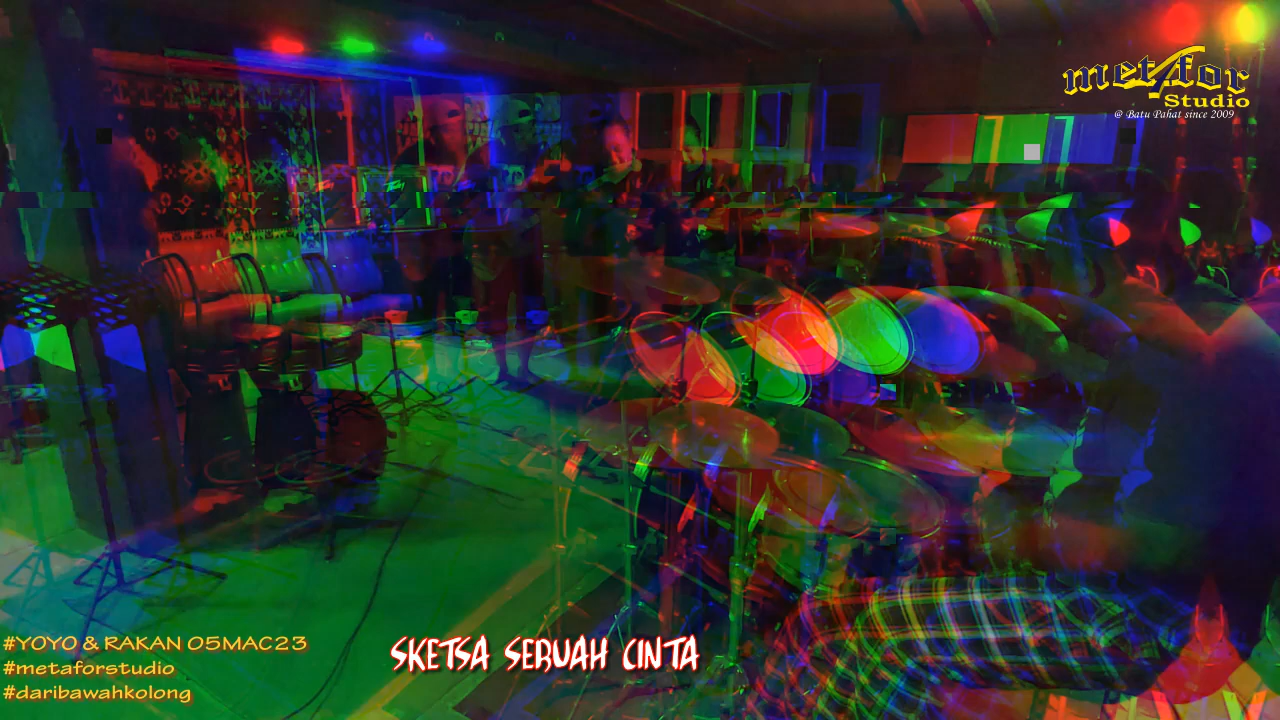 metafor
Studio
@ Batu Pahat since 2009
SKETSA SEBUAH CINTA
#YOYO & RAKAN 05MAC23
#metaforstudio
#daribawahkolong